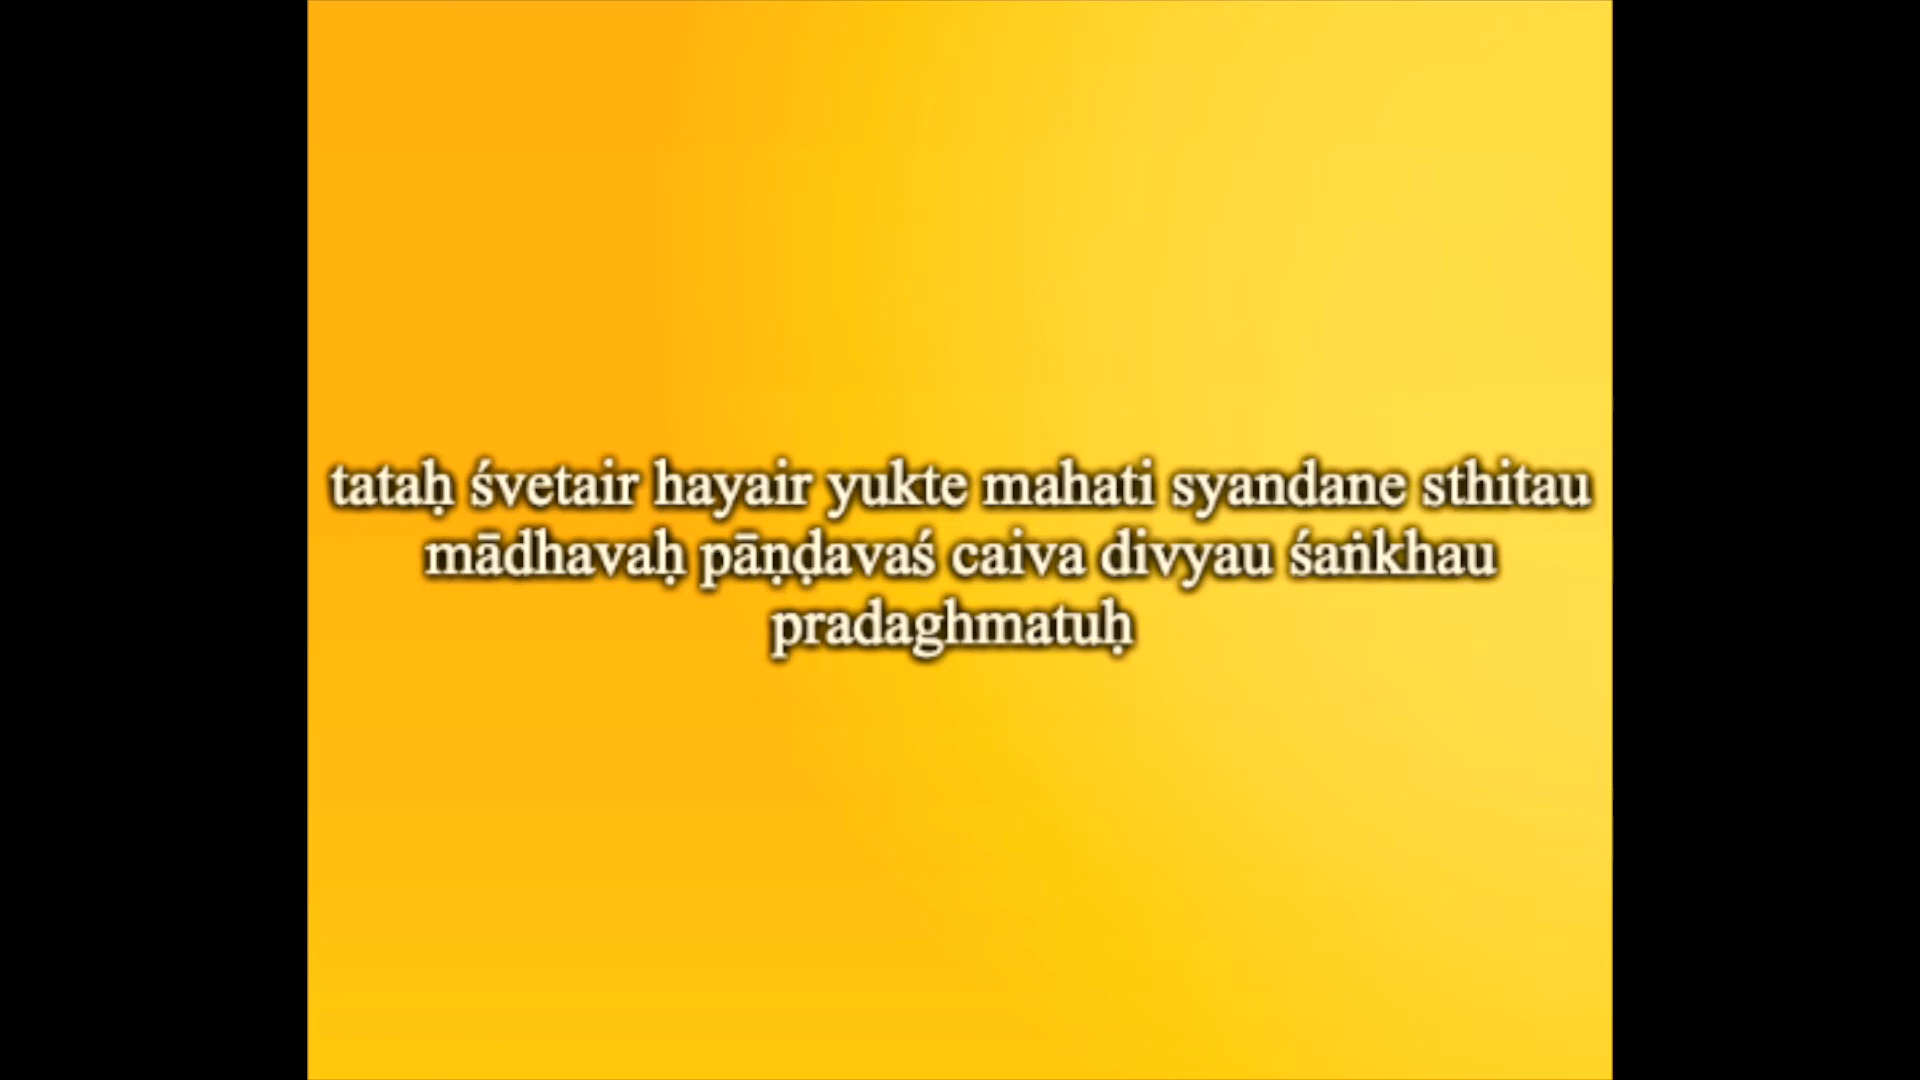 tataḥ śvetair hayair yukte mahati syandane sthitau
mādhavaḥ pāṇḍavaś caiva divyau śaṅkhau
pradaghmatuḥ